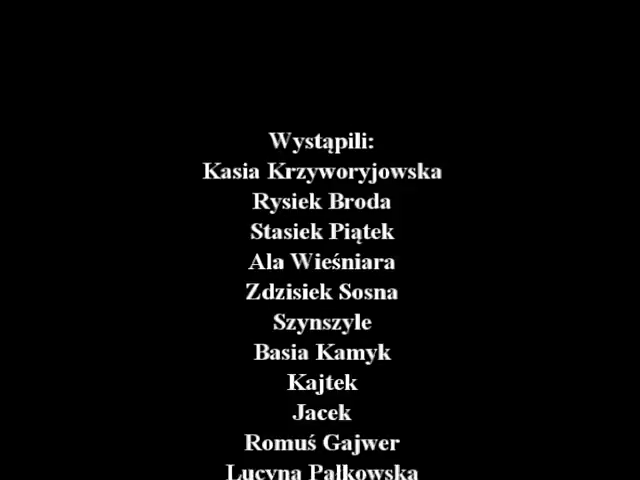 Wystąpili:
Kasia Krzyworyjowska
Rysiek Broda
Stasiek Piątek
Ala Wieśniara
Zdzisiek Sosna
Szynszyle
Basia Kamyk
Kajtek
Jacek
Romuś Gajwer
Lucyna Pałkowska